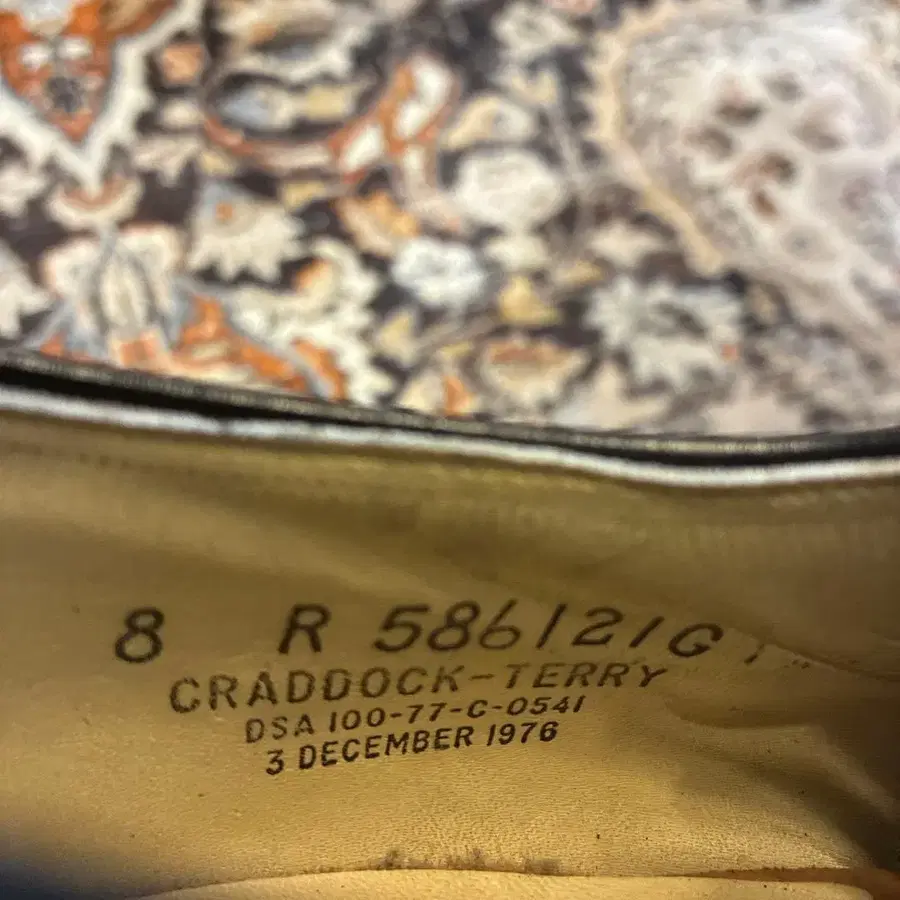 8 R 586121G
CRADDOCK-TERRY
DSA 100-77-C-0541
3 DECEMBER 1976